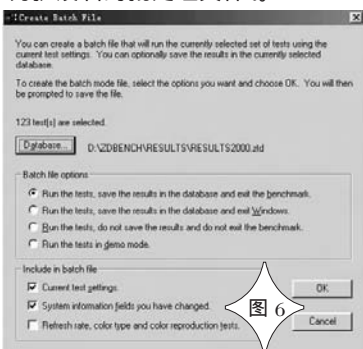 Create Batch File
You can create a batch file that will run the currently selected set of tests using the
current test settings. You can optionally save the results in the currently selected
database.
To create the batch mode file, select the options you want and choose OK. You will then
be prompted to save the file.
123 test(s) are selected.
Database... D:\ZDBENCH\RESULTS\RESULTS2000.zld
Batch file options
Run the tests, save the results in the database and exit the benchmark.
Run the tests, save the results in the database and exit Windows.
Run the tests, do not save the results and do not exit the benchmark.
Run the tests in demo mode.
Include in batch file
Current test settings.
System information fields you have changed.
Refresh rate, color type and color reproduction tests.
OK
Cancel
图 6